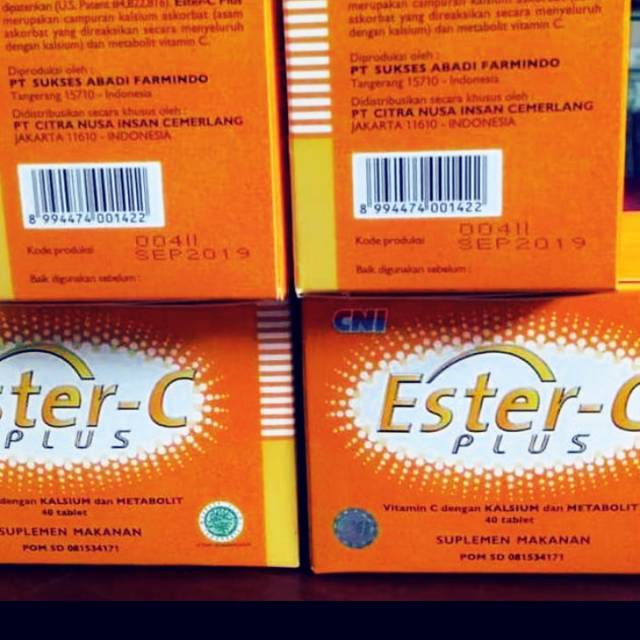 dipatenkan (U.S. Patent #4,822,816). Ester-C Plus
merupakan campuran kalsium askorbat (asam
askorbat yang direaksikan secara menyeluruh
dengan kalsium) dan metabolit vitamin C.
Diproduksi oleh :
PT SUKSES ABADI FARMINDO
Tangerang 15710 - Indonesia
Didistribusikan secara khusus oleh :
PT CITRA NUSA INSAN CEMERLANG
JAKARTA 11610 - INDONESIA
8 994474 001422
Kode produksi
00411
SEP2019
Baik digunakan sebelum :
merupakan campuran kalsium
askorbat yang direaksikan secara menyeluruh
dengan kalsium) dan metabolit vitamin C.
Diproduksi oleh :
PT SUKSES ABADI FARMINDO
Tangerang 15710 - Indonesia
Didistribusikan secara khusus oleh :
PT CITRA NUSA INSAN CEMERLANG
JAKARTA 11610 - INDONESIA
8 994474 001422
Kode produksi
00411
SEP2019
Baik digunakan sebelum :
ster-C
PLUS
dengan KALSIUM dan METABOLIT
40 tablet
SUPLEMEN MAKANAN
POM SD 081534171
CNI
Ester-C
PLUS
Vitamin C dengan KALSIUM dan METABOLIT
40 tablet
SUPLEMEN MAKANAN
POM SD 081534171